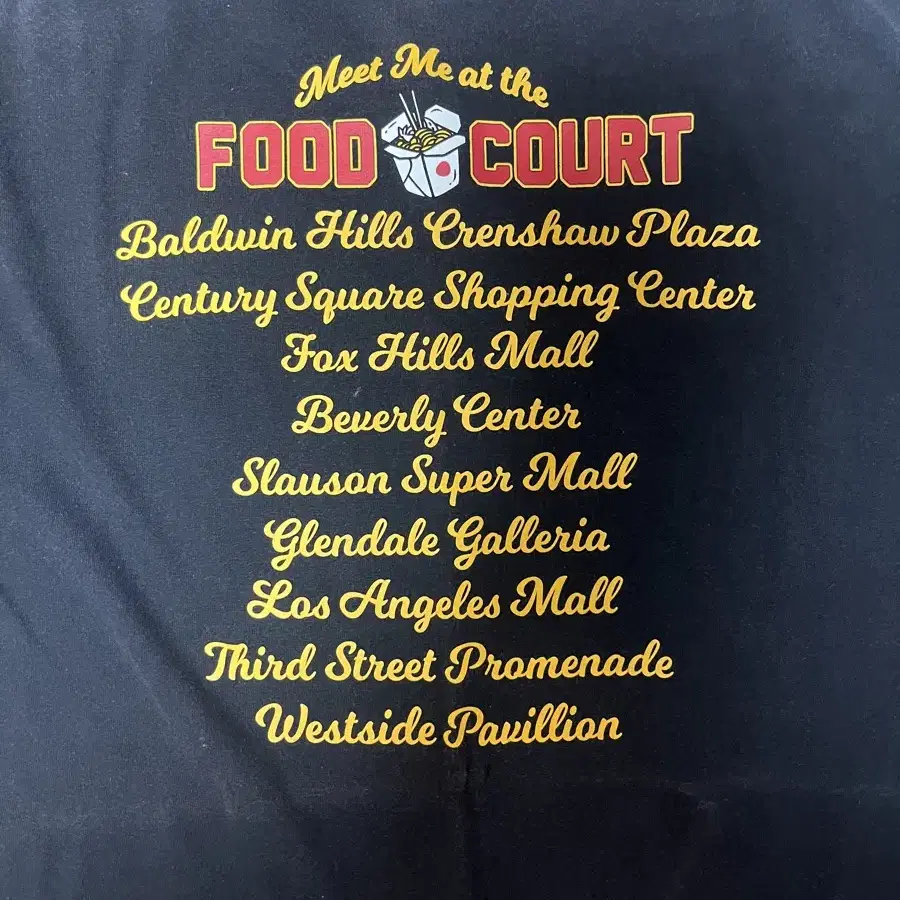 Meet Me at the
FOOD COURT
Baldwin Hills Crenshaw Plaza
Century Square Shopping Center
Fox Hills Mall
Beverly Center
Slauson Super Mall
Glendale Galleria
Los Angeles Mall
Third Street Promenade
Westside Pavillion